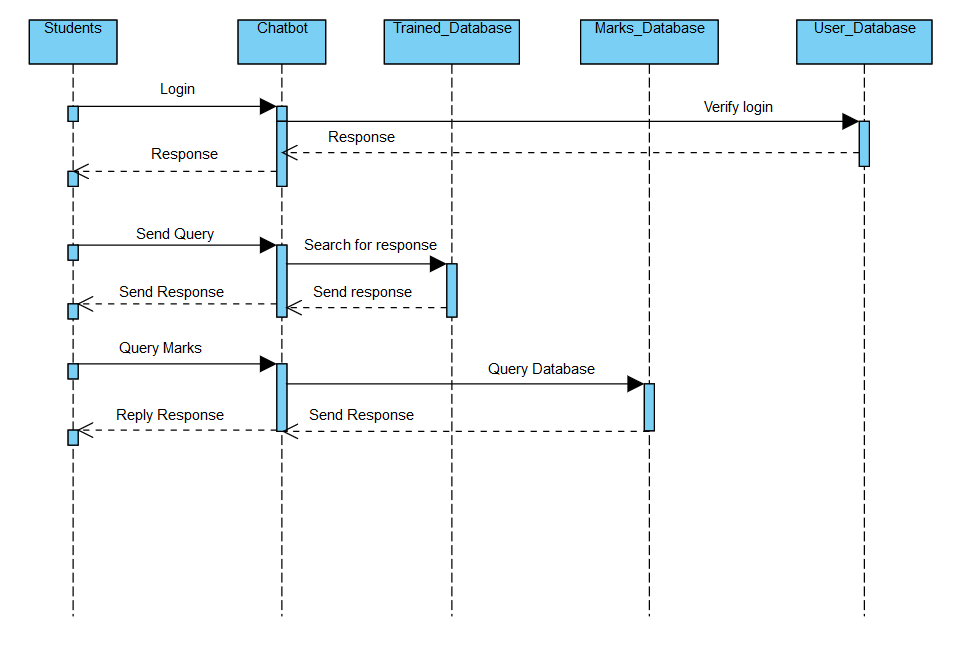 Students
Chatbot
Trained_Database
Marks_Database
User_Database
Login
Verify login
Response
Response
Send Query
Search for response
Send Response
Send response
Query Marks
Query Database
Reply Response
Send Response